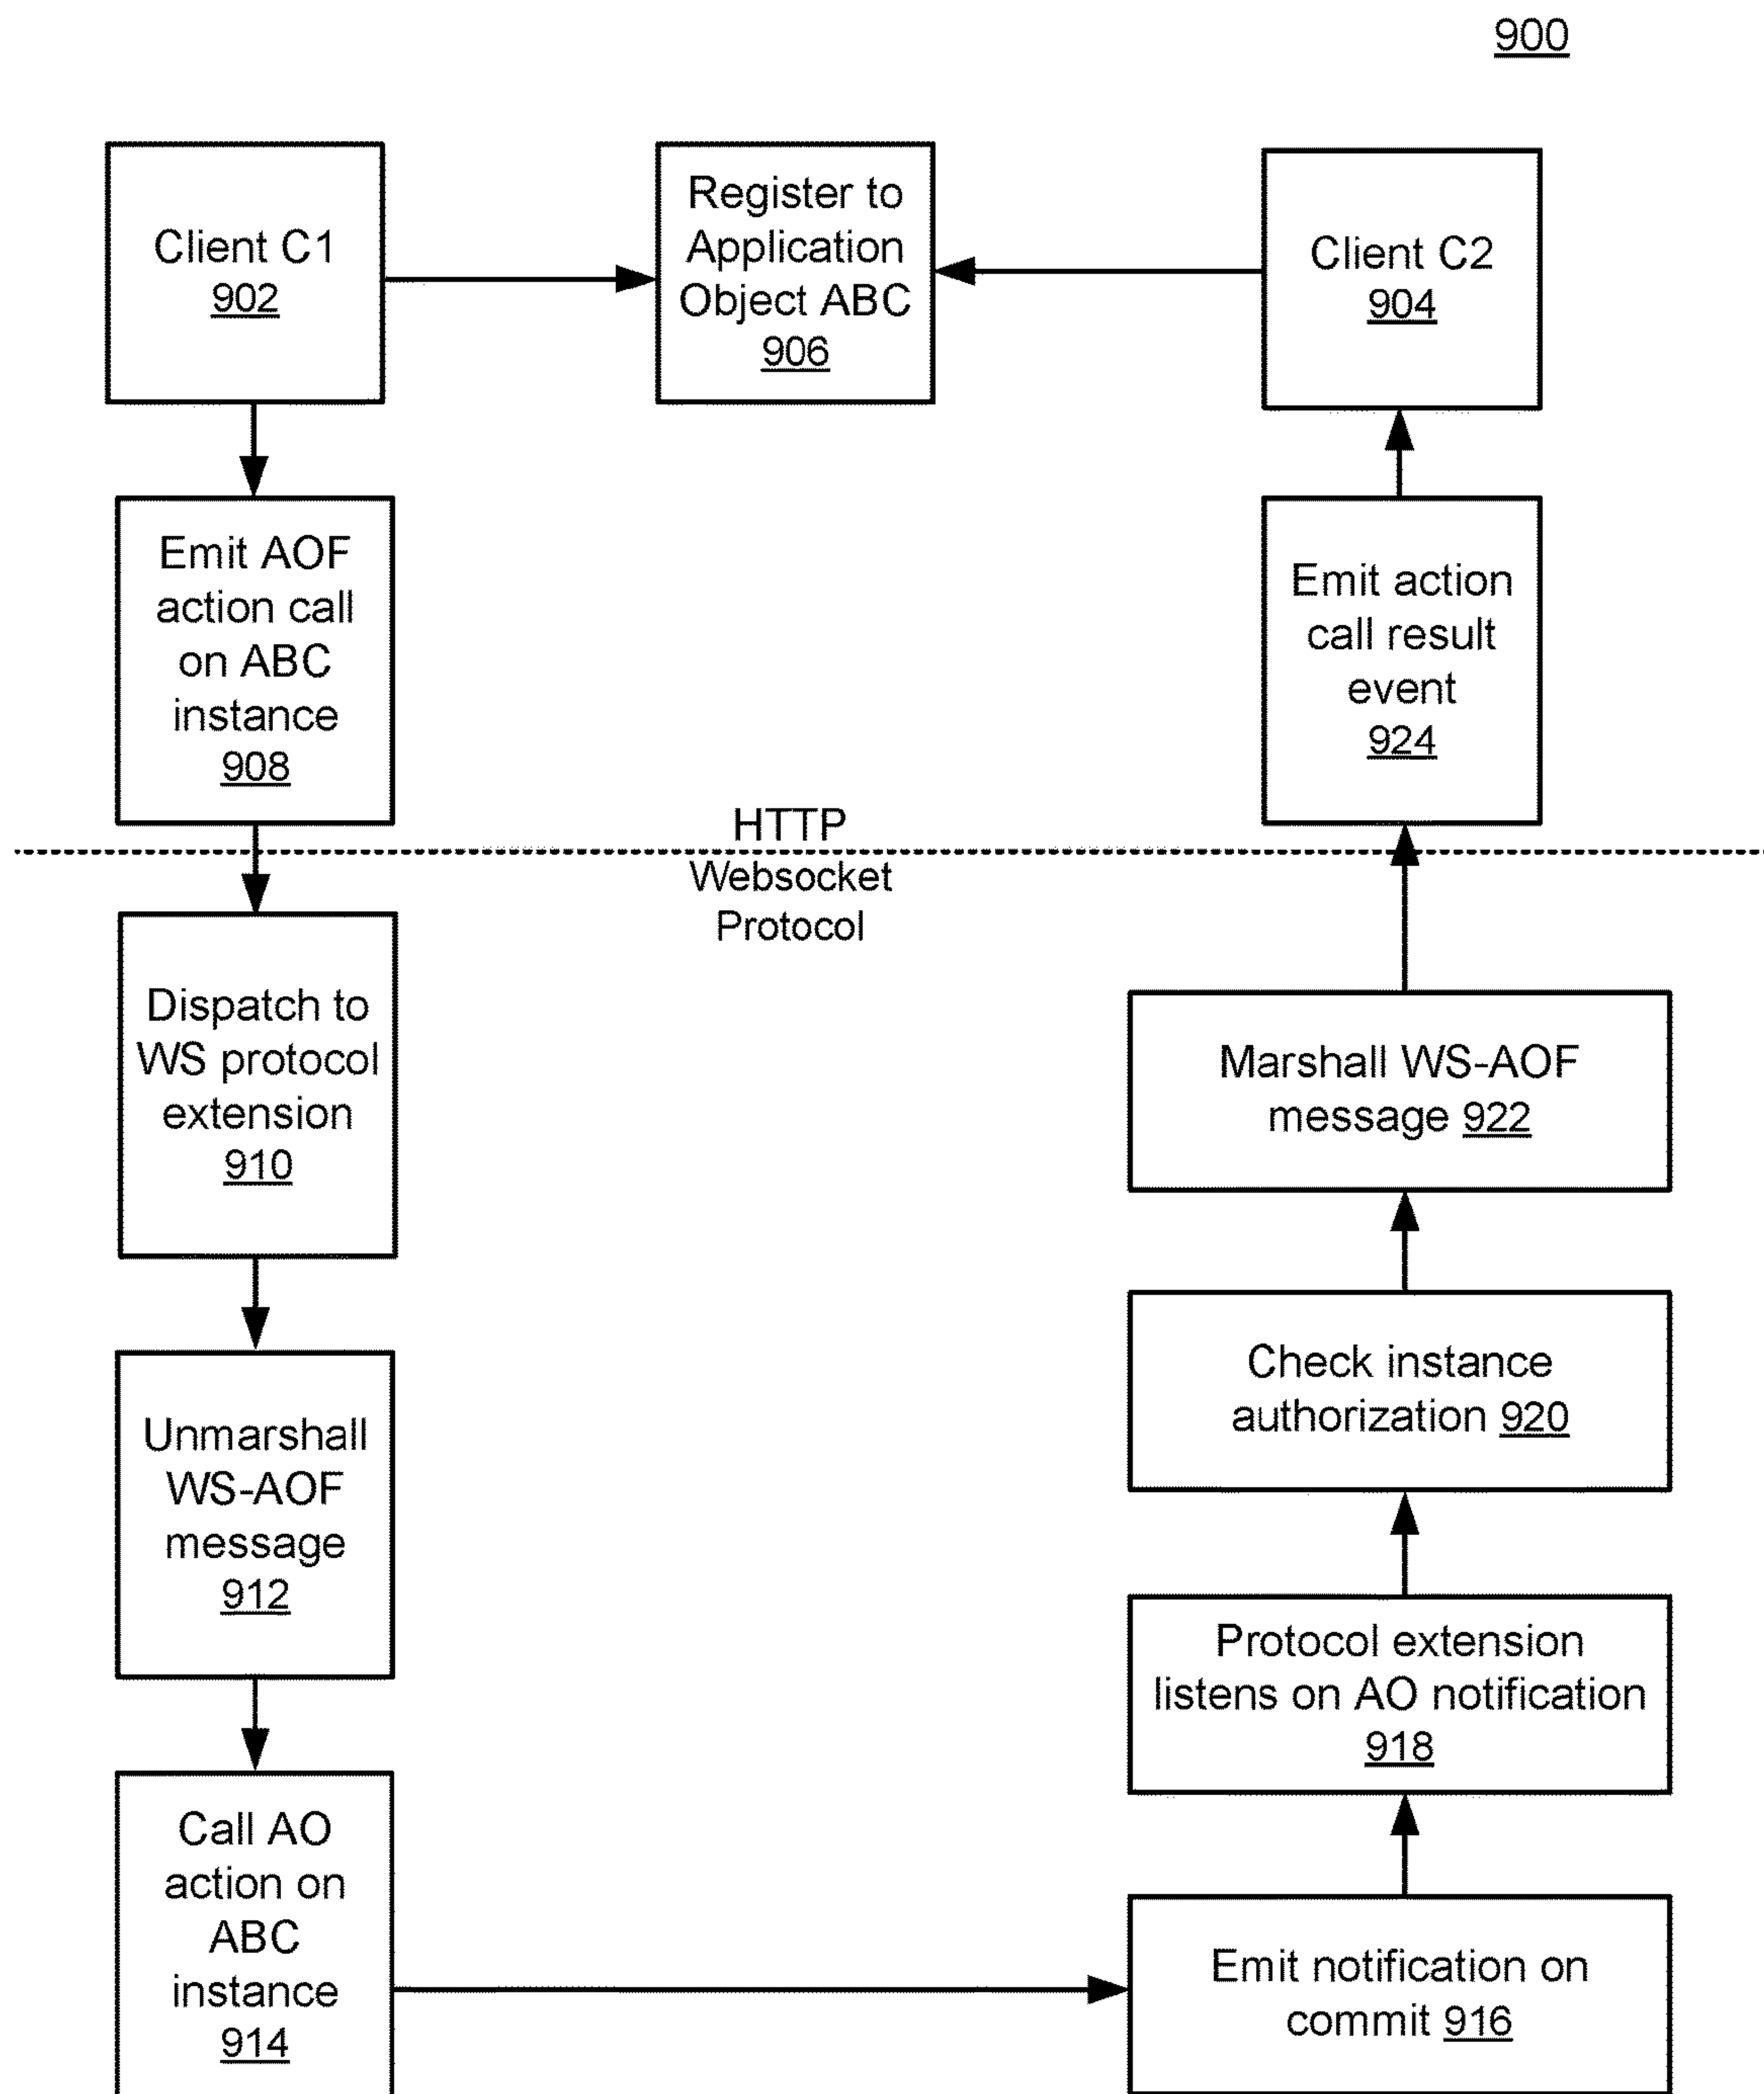 900
Client C1
902
Register to
Application
Object ABC
906
Client C2
904
Emit AOF
action call
on ABC
instance
908
Emit action
call result
event
924
HTTP
Websocket
Protocol
Dispatch to
WS protocol
extension
910
Marshall WS-AOF
message 922
Unmarshall
WS-AOF
message
912
Check instance
authorization 920
Protocol extension
listens on AO notification
918
Call AO
action on
ABC
instance
914
Emit notification on
commit 916